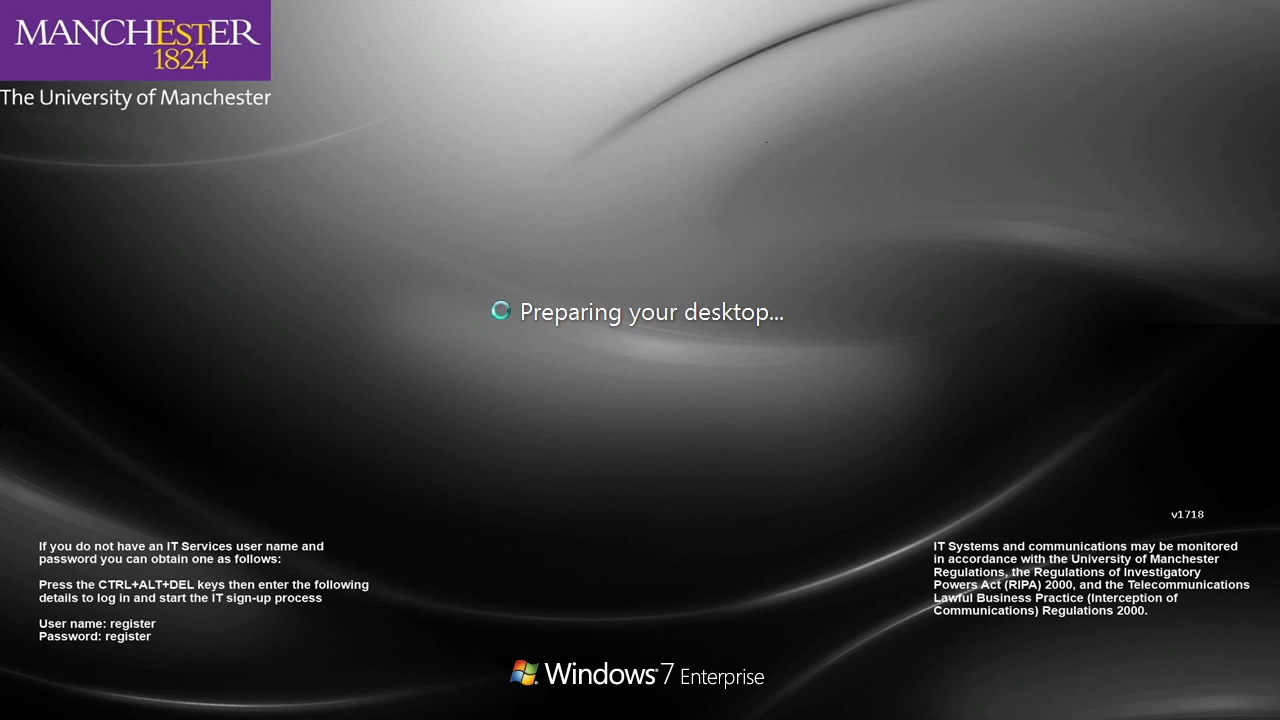 MANCHESTER
1824
The University of Manchester
Preparing your desktop...
v1718
If you do not have an IT Services user name and
password you can obtain one as follows:
Press the CTRL+ALT+DEL keys then enter the following
details to log in and start the IT sign-up process
User name: register
Password: register
IT Systems and communications may be monitored
in accordance with the University of Manchester
Regulations, the Regulations of Investigatory
Powers Act (RIPA) 2000, and the Telecommunications
Lawful Business Practice (Interception of
Communications) Regulations 2000.
Windows 7 Enterprise